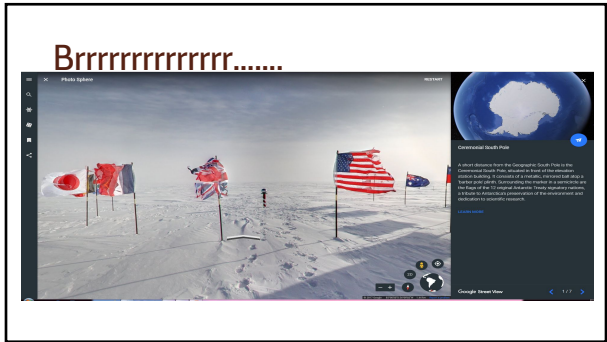 Brrrrrrrrrrrrrrr.......
Photo Sphere
RESTART
Ceremonial South Pole
A short distance from the Geographic South Pole is the
Ceremonial South Pole, situated in front of the elevation
station building. It consists of a metallic, mirrored ball atop a
barber pole plinth. Surrounding the marker in a semicircle are
the flags of the 12 original Antarctic Treaty signatory nations,
a tribute to Antarctica's preservation of the environment and
dedication to scientific research.
LEARN MORE
3D
Google Street View
1 / 7